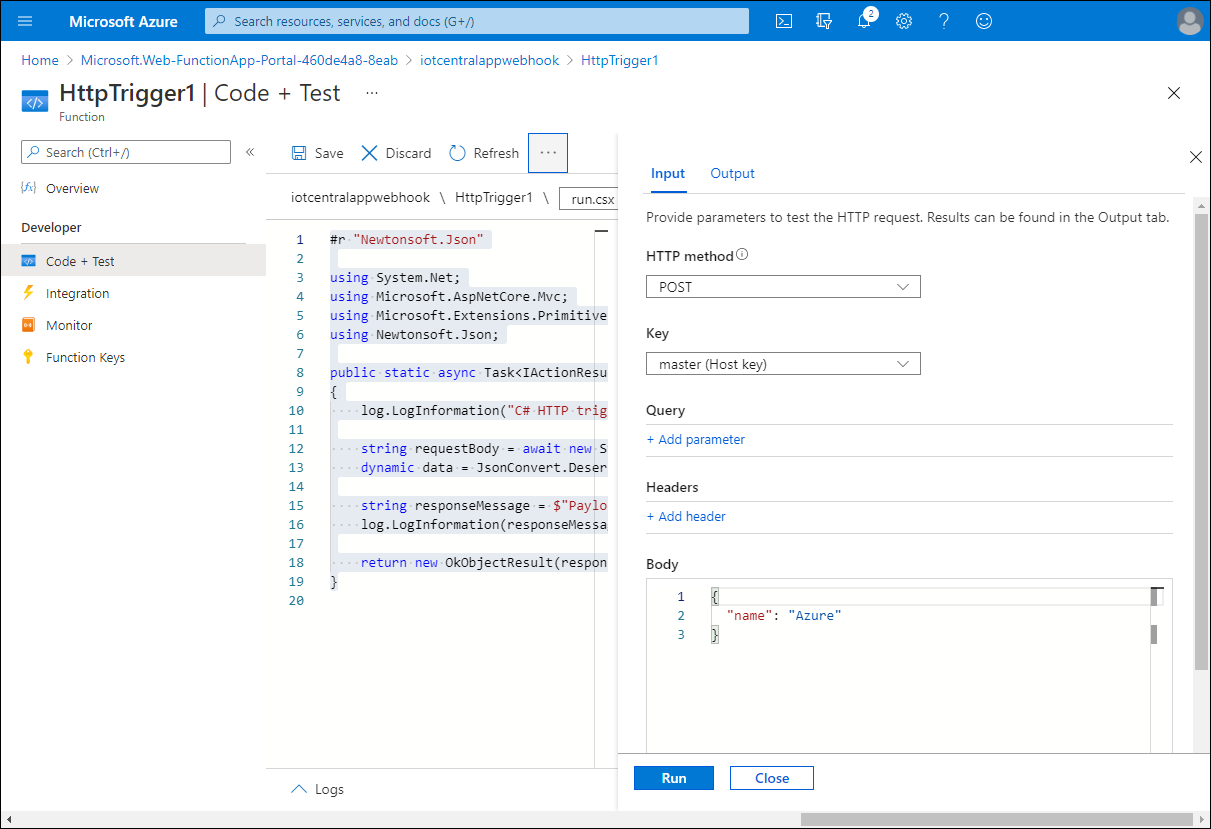 Microsoft Azure
Search resources, services, and docs (G+/)
2
Home > Microsoft.Web-FunctionApp-Portal-460de4a8-8eab > iotcentralappwebhook > HttpTrigger1
HttpTrigger1 | Code + Test ...
Function
Search (Ctrl+/)
Overview
Developer
Code + Test
Integration
Monitor
Function Keys
Save Discard Refresh ...
iotcentralappwebhook \ HttpTrigger1 \ run.csx
1 #r "Newtonsoft.Json"
2
3 using System.Net;
4 using Microsoft.AspNetCore.Mvc;
5 using Microsoft.Extensions.Primitive
6 using Newtonsoft.Json;
7
8 public static async Task<IActionResu
9 {
10 log.LogInformation("C# HTTP trig
11
12 string requestBody = await new S
13 dynamic data = JsonConvert.Deser
14
15 string responseMessage = $"Paylo
16 log.LogInformation(responseMessa
17
18 return new OkObjectResult(respon
19 }
20
Logs
Input Output
Provide parameters to test the HTTP request. Results can be found in the Output tab.
HTTP method
POST
Key
master (Host key)
Query
+ Add parameter
Headers
+ Add header
Body
1 {
2 "name": "Azure"
3 }
Run Close